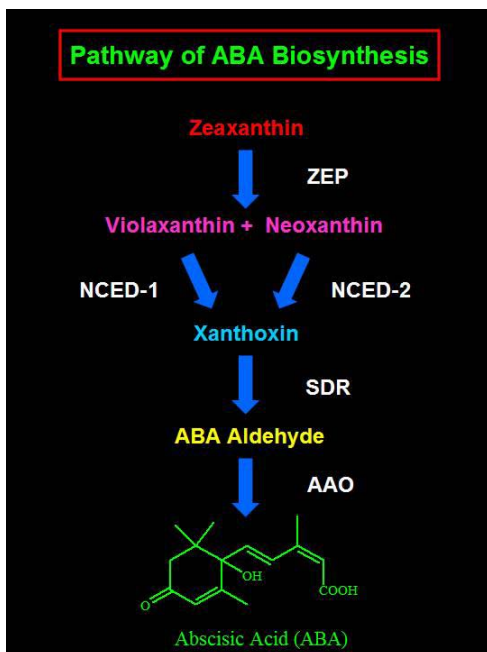 Pathway of ABA Biosynthesis
Zeaxanthin
ZEP
Violaxanthin + Neoxanthin
NCED-1
NCED-2
Xanthoxin
SDR
ABA Aldehyde
AAO
OH
COOH
O
Abscisic Acid (ABA)